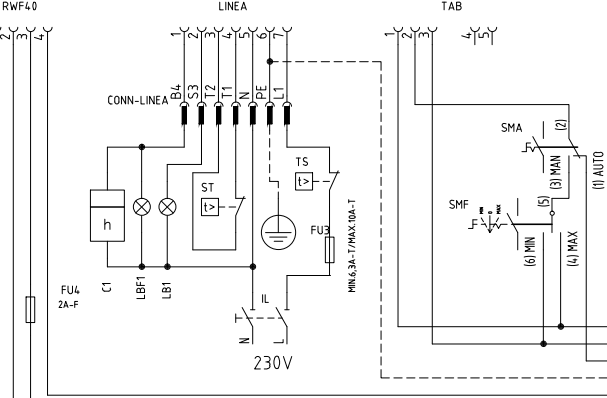 RWF40
LINEA
TAB
2
3
4
1
2
3
4
5
6
7
1
2
3
4
5
B4
S3
T2
T1
N
PE
L1
CONN-LINEA
SMA
(2)
(3) MAN
(1) AUTO
TS
t>
ST
t>
SMF
MIN
0
MAX
(5)
h
FU3
MIN.6,3A-T/MAX.10A-T
(6) MIN
(4) MAX
FU4
2A-F
C1
LBF1
LB1
IL
N
L
230V